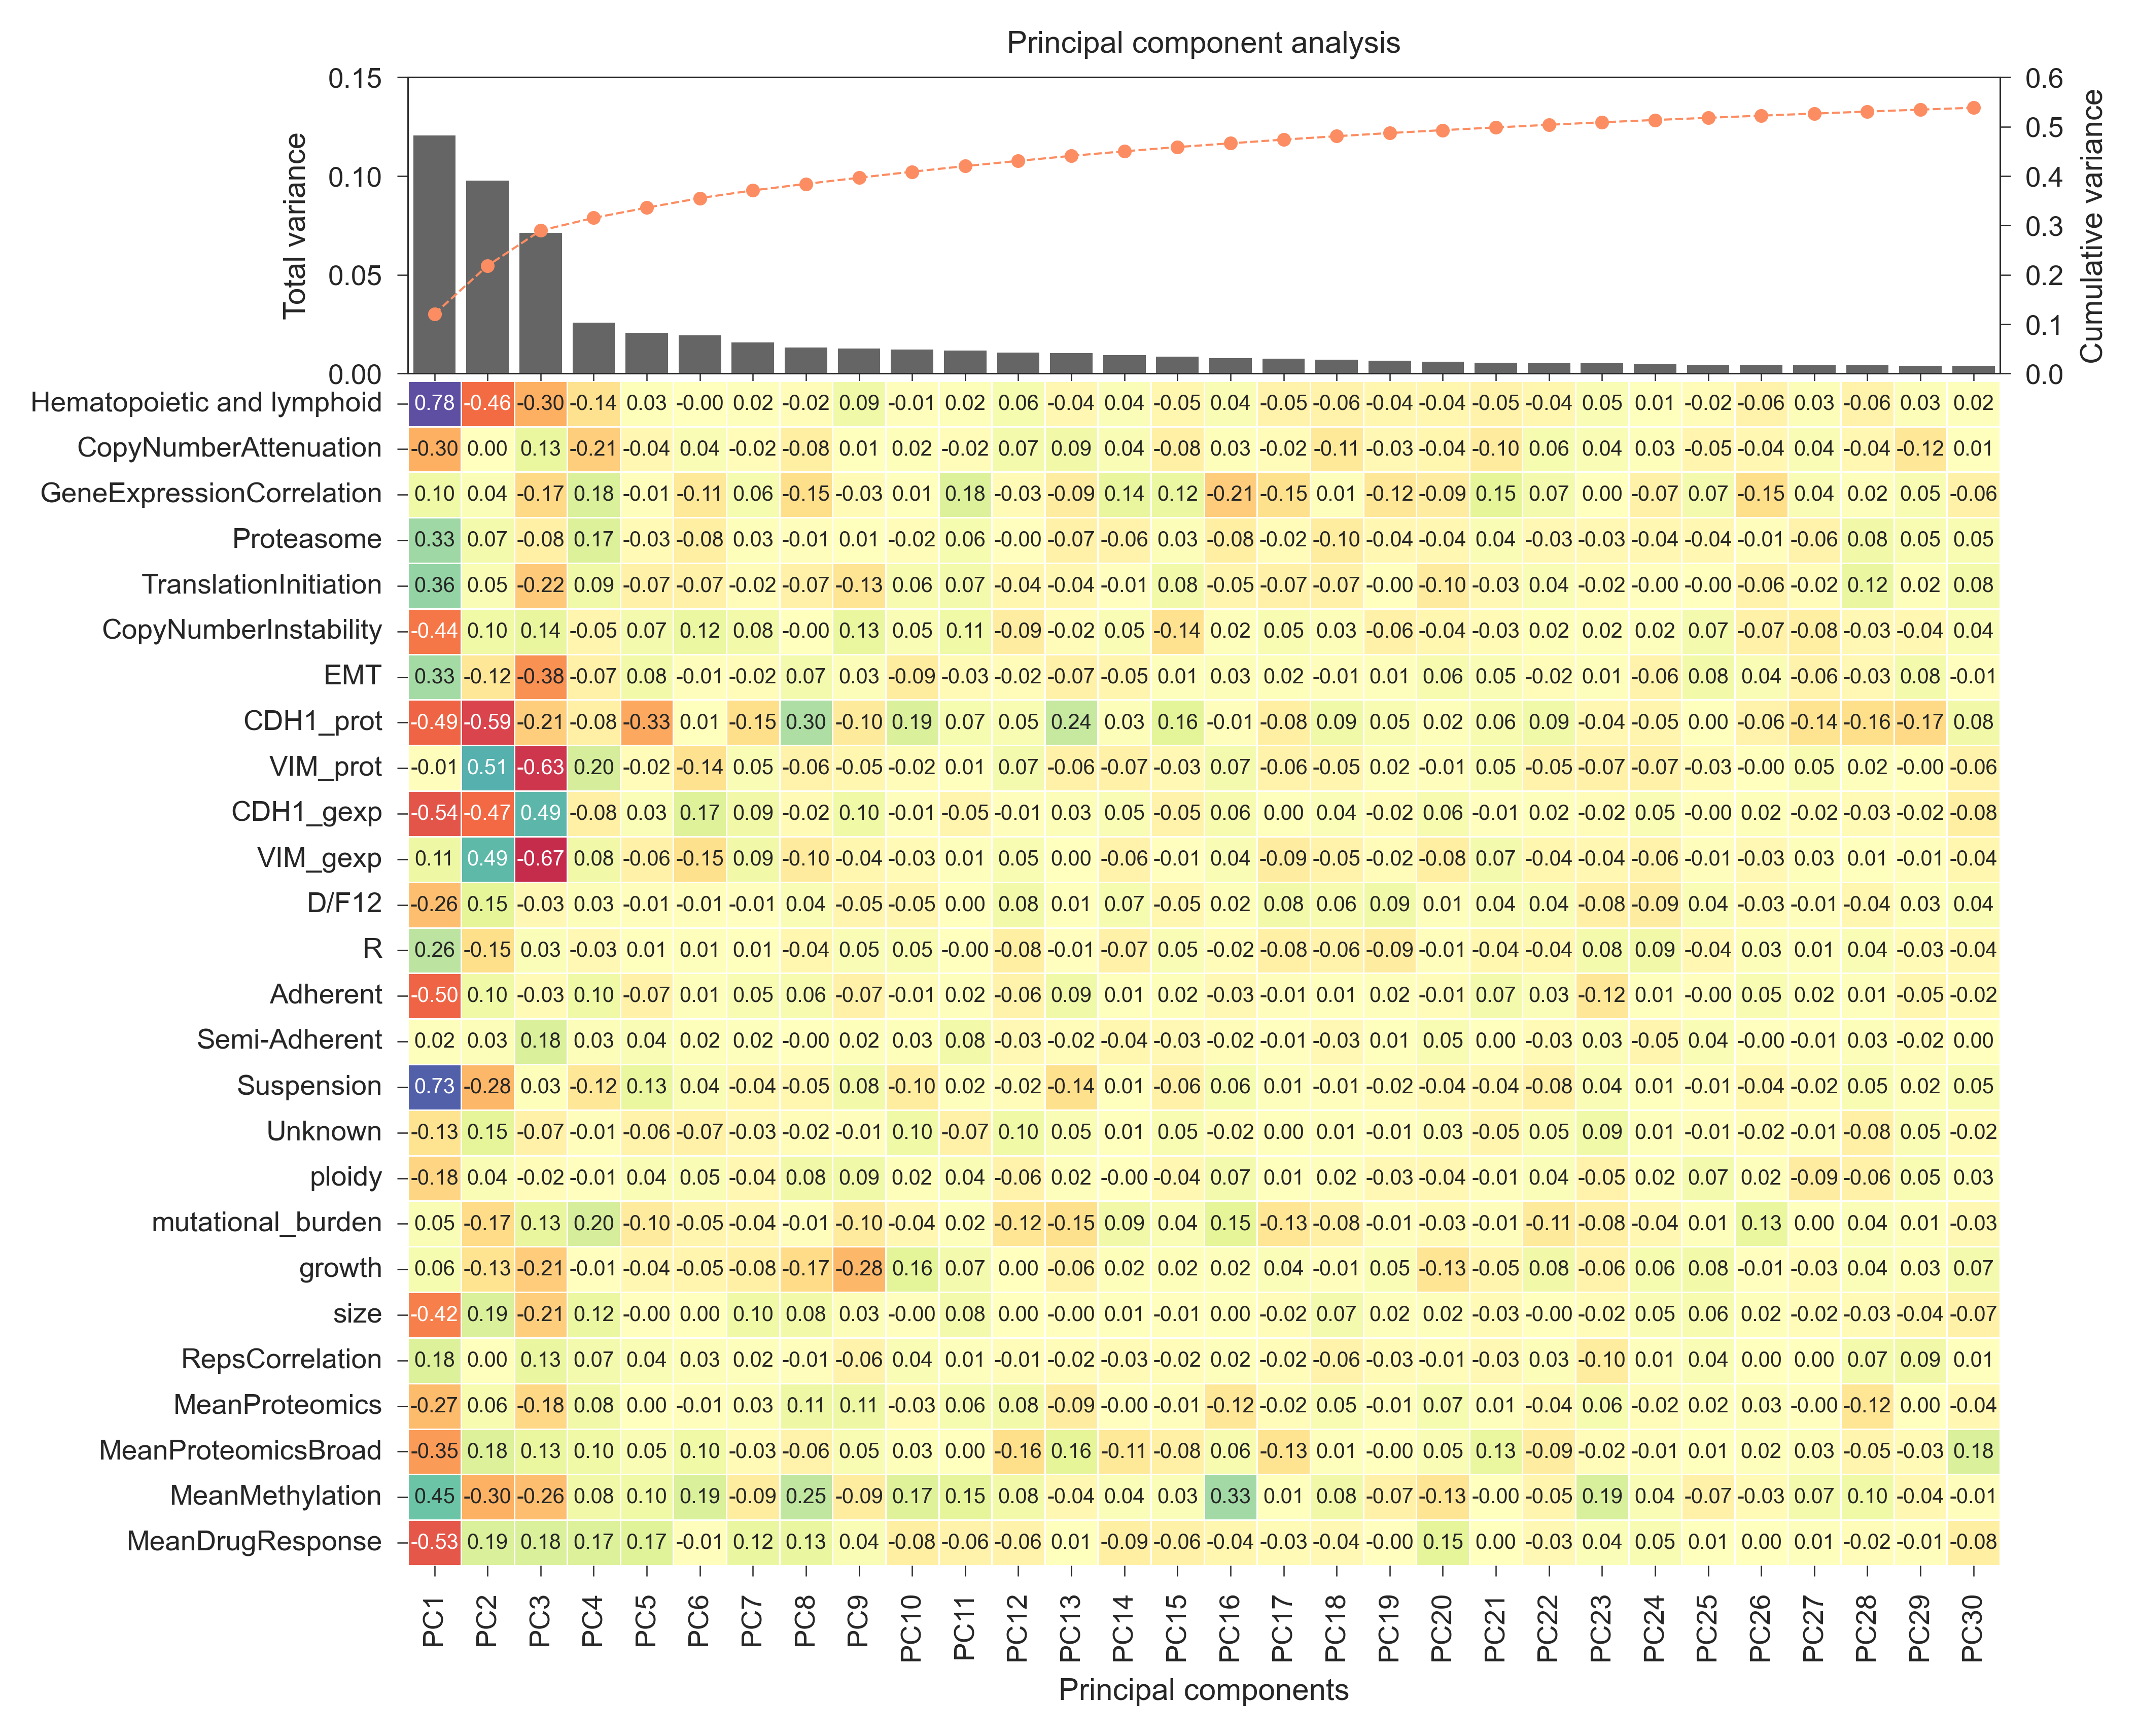 Principal component analysis
0.15
0.10
0.05
0.00
Total variance
0.6
0.5
0.4
0.3
0.2
0.1
0.0
Cumulative variance
Hematopoietic and lymphoid 0.78 -0.46 -0.30 -0.14 0.03 -0.00 0.02 -0.02 0.09 -0.01 0.02 0.06 -0.04 0.04 -0.05 0.04 -0.05 -0.06 -0.04 -0.04 -0.05 -0.04 0.05 0.01 -0.02 -0.06 0.03 -0.06 0.03 0.02
CopyNumberAttenuation -0.30 0.00 0.13 -0.21 -0.04 0.04 -0.02 -0.08 0.01 0.02 -0.02 0.07 0.09 0.04 -0.08 0.03 -0.02 -0.11 -0.03 -0.04 -0.10 0.06 0.04 0.03 -0.05 -0.04 0.04 -0.04 -0.12 0.01
GeneExpressionCorrelation 0.10 0.04 -0.17 0.18 -0.01 -0.11 0.06 -0.15 -0.03 0.01 0.18 -0.03 -0.09 0.14 0.12 -0.21 -0.15 0.01 -0.12 -0.09 0.15 0.07 0.00 -0.07 0.07 -0.15 0.04 0.02 0.05 -0.06
Proteasome 0.33 0.07 -0.08 0.17 -0.03 -0.08 0.03 -0.01 0.01 -0.02 0.06 -0.00 -0.07 -0.06 0.03 -0.08 -0.02 -0.10 -0.04 -0.04 0.04 -0.03 -0.03 -0.04 -0.04 -0.01 -0.06 0.08 0.05 0.05
TranslationInitiation 0.36 0.05 -0.22 0.09 -0.07 -0.07 -0.02 -0.07 -0.13 0.06 0.07 -0.04 -0.04 -0.01 0.08 -0.05 -0.07 -0.07 -0.00 -0.10 -0.03 0.04 -0.02 -0.00 -0.00 -0.06 -0.02 0.12 0.02 0.08
CopyNumberInstability -0.44 0.10 0.14 -0.05 0.07 0.12 0.08 -0.00 0.13 0.05 0.11 -0.09 -0.02 0.05 -0.14 0.02 0.05 0.03 -0.06 -0.04 -0.03 0.02 0.02 0.02 0.07 -0.07 -0.08 -0.03 -0.04 0.04
EMT 0.33 -0.12 -0.38 -0.07 0.08 -0.01 -0.02 0.07 0.03 -0.09 -0.03 -0.02 -0.07 -0.05 0.01 0.03 0.02 -0.01 0.01 0.06 0.05 -0.02 0.01 -0.06 0.08 0.04 -0.06 -0.03 0.08 -0.01
CDH1_prot -0.49 -0.59 -0.21 -0.08 -0.33 0.01 -0.15 0.30 -0.10 0.19 0.07 0.05 0.24 0.03 0.16 -0.01 -0.08 0.09 0.05 0.02 0.06 0.09 -0.04 -0.05 0.00 -0.06 -0.14 -0.16 -0.17 0.08
VIM_prot -0.01 0.51 -0.63 0.20 -0.02 -0.14 0.05 -0.06 -0.05 -0.02 0.01 0.07 -0.06 -0.07 -0.03 0.07 -0.06 -0.05 0.02 -0.01 0.05 -0.05 -0.07 -0.07 -0.03 -0.00 0.05 0.02 -0.00 -0.06
CDH1_gexp -0.54 -0.47 0.49 -0.08 0.03 0.17 0.09 -0.02 0.10 -0.01 -0.05 -0.01 0.03 0.05 -0.05 0.06 0.00 0.04 -0.02 0.06 -0.01 0.02 -0.02 0.05 -0.00 0.02 -0.02 -0.03 -0.02 -0.08
VIM_gexp 0.11 0.49 -0.67 0.08 -0.06 -0.15 0.09 -0.10 -0.04 -0.03 0.01 0.05 0.00 -0.06 -0.01 0.04 -0.09 -0.05 -0.02 -0.08 0.07 -0.04 -0.04 -0.06 -0.01 -0.03 0.03 0.01 -0.01 -0.04
D/F12 -0.26 0.15 -0.03 0.03 -0.01 -0.01 -0.01 0.04 -0.05 -0.05 0.00 0.08 0.01 0.07 -0.05 0.02 0.08 0.06 0.09 0.01 0.04 0.04 -0.08 -0.09 0.04 -0.03 -0.01 -0.04 0.03 0.04
R 0.26 -0.15 0.03 -0.03 0.01 0.01 0.01 -0.04 0.05 0.05 -0.00 -0.08 -0.01 -0.07 0.05 -0.02 -0.08 -0.06 -0.09 -0.01 -0.04 -0.04 0.08 0.09 -0.04 0.03 0.01 0.04 -0.03 -0.04
Adherent -0.50 0.10 -0.03 0.10 -0.07 0.01 0.05 0.06 -0.07 -0.01 0.02 -0.06 0.09 0.01 0.02 -0.03 -0.01 0.01 0.02 -0.01 0.07 0.03 -0.12 0.01 -0.00 0.05 0.02 0.01 -0.05 -0.02
Semi-Adherent 0.02 0.03 0.18 0.03 0.04 0.02 0.02 -0.00 0.02 0.03 0.08 -0.03 -0.02 -0.04 -0.03 -0.02 -0.01 -0.03 0.01 0.05 0.00 -0.03 0.03 -0.05 0.04 -0.00 -0.01 0.03 -0.02 0.00
Suspension 0.73 -0.28 0.03 -0.12 0.13 0.04 -0.04 -0.05 0.08 -0.10 0.02 -0.02 -0.14 0.01 -0.06 0.06 0.01 -0.01 -0.02 -0.04 -0.04 -0.08 0.04 0.01 -0.01 -0.04 -0.02 0.05 0.02 0.05
Unknown -0.13 0.15 -0.07 -0.01 -0.06 -0.07 -0.03 -0.02 -0.01 0.10 -0.07 0.10 0.05 0.01 0.05 -0.02 0.00 0.01 -0.01 0.03 -0.05 0.05 0.09 0.01 -0.01 -0.02 -0.01 -0.08 0.05 -0.02
ploidy -0.18 0.04 -0.02 -0.01 0.04 0.05 -0.04 0.08 0.09 0.02 0.04 -0.06 0.02 -0.00 -0.04 0.07 0.01 0.02 -0.03 -0.04 -0.01 0.04 -0.05 0.02 0.07 0.02 -0.09 -0.06 0.05 0.03
mutational_burden 0.05 -0.17 0.13 0.20 -0.10 -0.05 -0.04 -0.01 -0.10 -0.04 0.02 -0.12 -0.15 0.09 0.04 0.15 -0.13 -0.08 -0.01 -0.03 -0.01 -0.11 -0.08 -0.04 0.01 0.13 0.00 0.04 0.01 -0.03
growth 0.06 -0.13 -0.21 -0.01 -0.04 -0.05 -0.08 -0.17 -0.28 0.16 0.07 0.00 -0.06 0.02 0.02 0.02 0.04 -0.01 0.05 -0.13 -0.05 0.08 -0.06 0.06 0.08 -0.01 -0.03 0.04 0.03 0.07
size -0.42 0.19 -0.21 0.12 -0.00 0.00 0.10 0.08 0.03 -0.00 0.08 0.00 -0.00 0.01 -0.01 0.00 -0.02 0.07 0.02 0.02 -0.03 -0.00 -0.02 0.05 0.06 0.02 -0.02 -0.03 -0.04 -0.07
RepsCorrelation 0.18 0.00 0.13 0.07 0.04 0.03 0.02 -0.01 -0.06 0.04 0.01 -0.01 -0.02 -0.03 -0.02 0.02 -0.02 -0.06 -0.03 -0.01 -0.03 0.03 -0.10 0.01 0.04 0.00 0.00 0.07 0.09 0.01
MeanProteomics -0.27 0.06 -0.18 0.08 0.00 -0.01 0.03 0.11 0.11 -0.03 0.06 0.08 -0.09 -0.00 -0.01 -0.12 -0.02 0.05 -0.01 0.07 0.01 -0.04 0.06 -0.02 0.02 0.03 -0.00 -0.12 0.00 -0.04
MeanProteomicsBroad -0.35 0.18 0.13 0.10 0.05 0.10 -0.03 -0.06 0.05 0.03 0.00 -0.16 0.16 -0.11 -0.08 0.06 -0.13 0.01 -0.00 0.05 0.13 -0.09 -0.02 -0.01 0.01 0.02 0.03 -0.05 -0.03 0.18
MeanMethylation 0.45 -0.30 -0.26 0.08 0.10 0.19 -0.09 0.25 -0.09 0.17 0.15 0.08 -0.04 0.04 0.03 0.33 0.01 0.08 -0.07 -0.13 -0.00 -0.05 0.19 0.04 -0.07 -0.03 0.07 0.10 -0.04 -0.01
MeanDrugResponse -0.53 0.19 0.18 0.17 0.17 -0.01 0.12 0.13 0.04 -0.08 -0.06 -0.06 0.01 -0.09 -0.06 -0.04 -0.03 -0.04 -0.00 0.15 0.00 -0.03 0.04 0.05 0.01 0.00 0.01 -0.02 -0.01 -0.08
PC1 PC2 PC3 PC4 PC5 PC6 PC7 PC8 PC9 PC10 PC11 PC12 PC13 PC14 PC15 PC16 PC17 PC18 PC19 PC20 PC21 PC22 PC23 PC24 PC25 PC26 PC27 PC28 PC29 PC30
Principal components